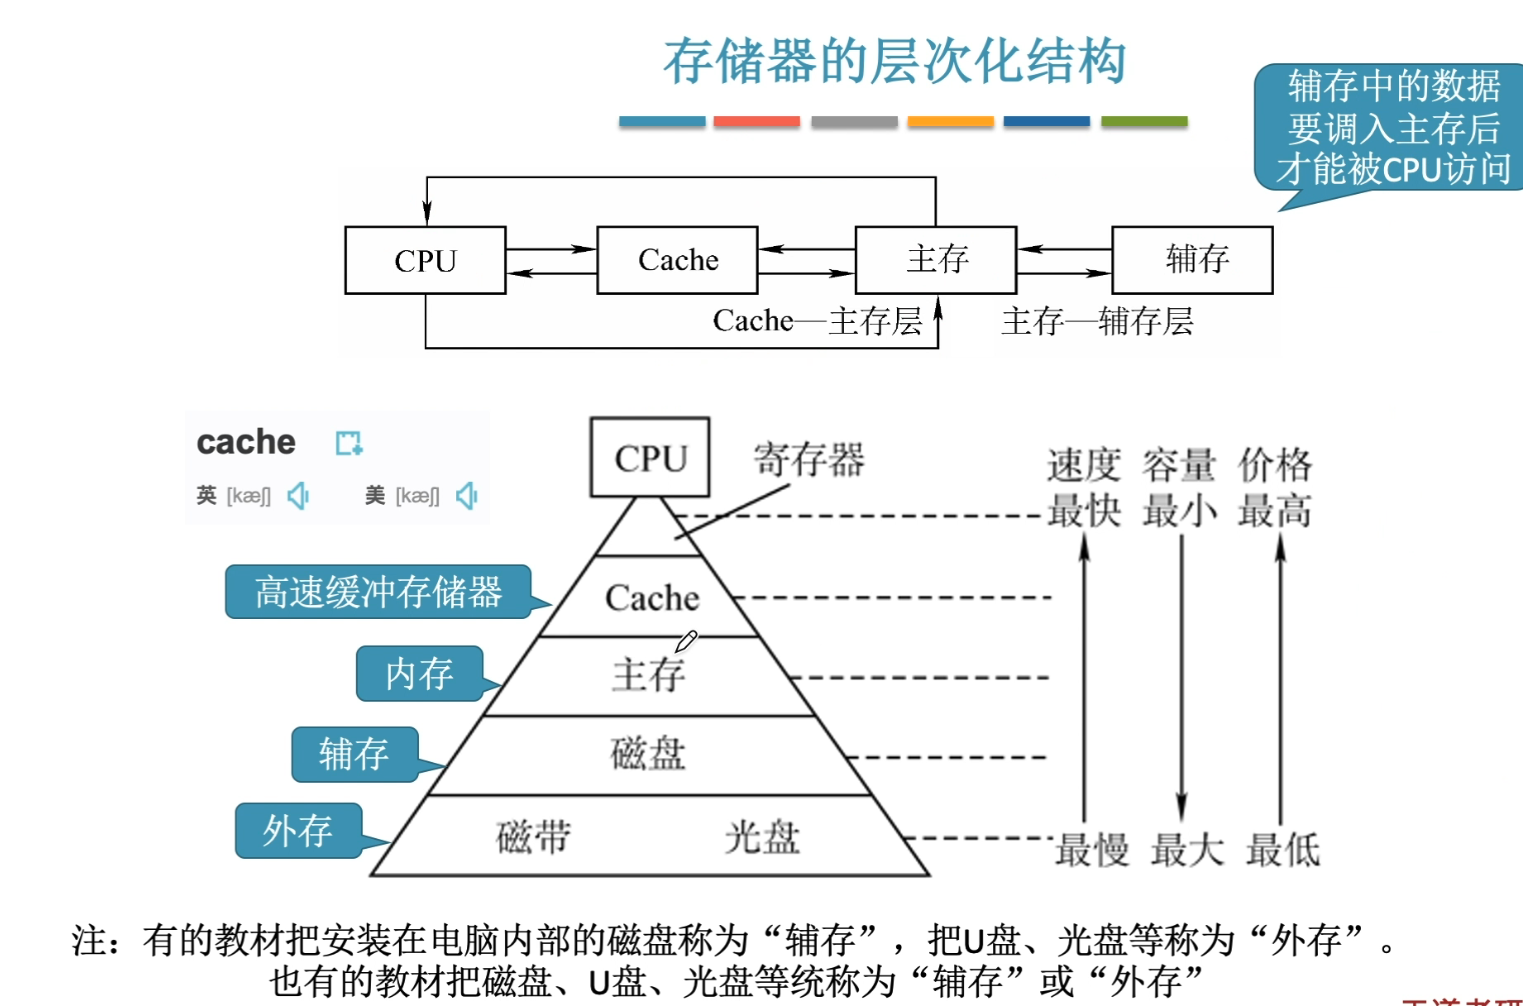 存储器的层次化结构
辅存中的数据
要调入主存后
才能被CPU访问
CPU
Cache
主存
辅存
Cache—主存层
主存—辅存层
cache
英 [kæʃ]
美 [kæʃ]
CPU
寄存器
速度 容量 价格
最快 最小 最高
高速缓冲存储器
Cache
内存
主存
辅存
磁盘
外存
磁带 光盘
最慢 最大 最低
注：有的教材把安装在电脑内部的磁盘称为“辅存”，把U盘、光盘等称为“外存”。
也有的教材把磁盘、U盘、光盘等统称为“辅存”或“外存”